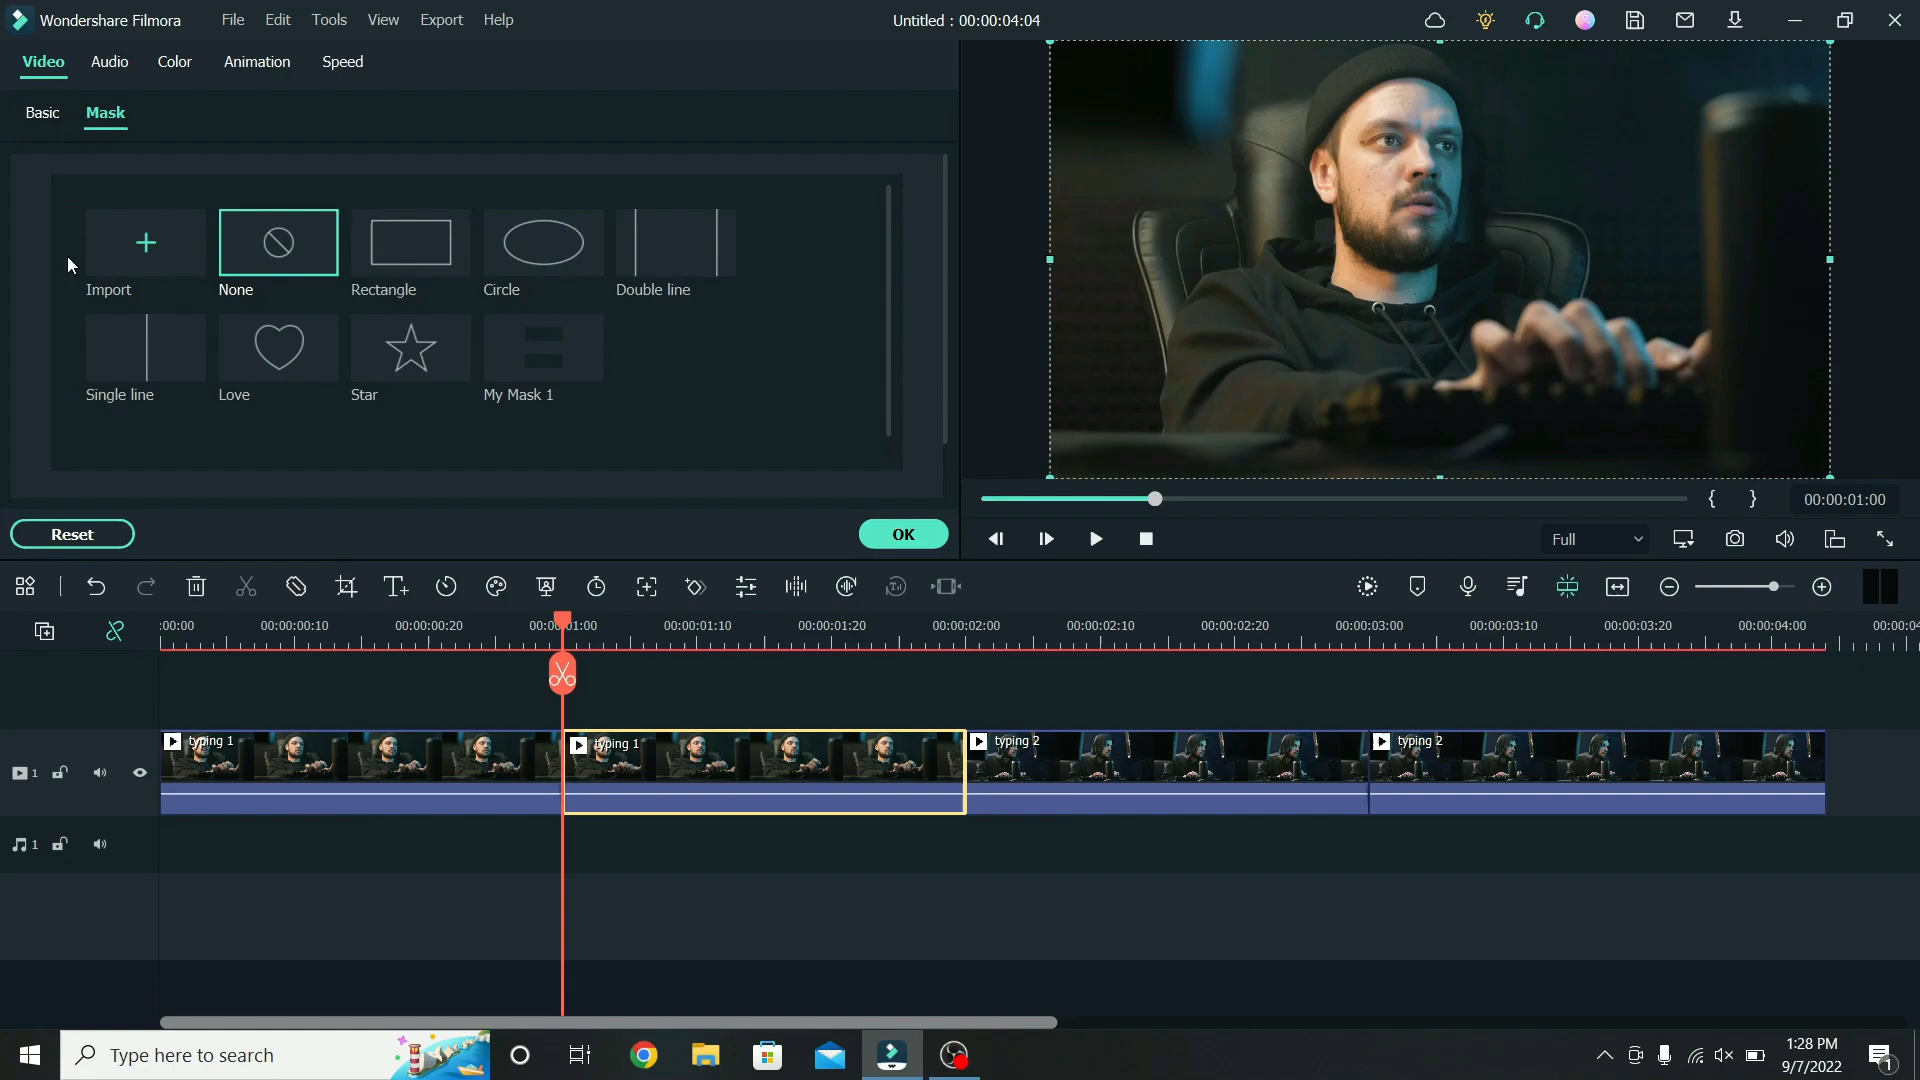 Wondershare Filmora File Edit Tools View Export Help Untitled : 00:00:04:04
Video Audio Color Animation Speed
Basic Mask
Import None Rectangle Circle Double line
Single line Love Star My Mask 1
Reset OK
00:00:01:00
Full
:00:00 00:00:00:10 00:00:00:20 00:00:01:00 00:00:01:10 00:00:01:20 00:00:02:00 00:00:02:10 00:00:02:20 00:00:03:00 00:00:03:10 00:00:03:20 00:00:04:00 00:00:04
typing 1 typing 1 typing 2 typing 2
1
1
Type here to search
1:28 PM
9/7/2022
1